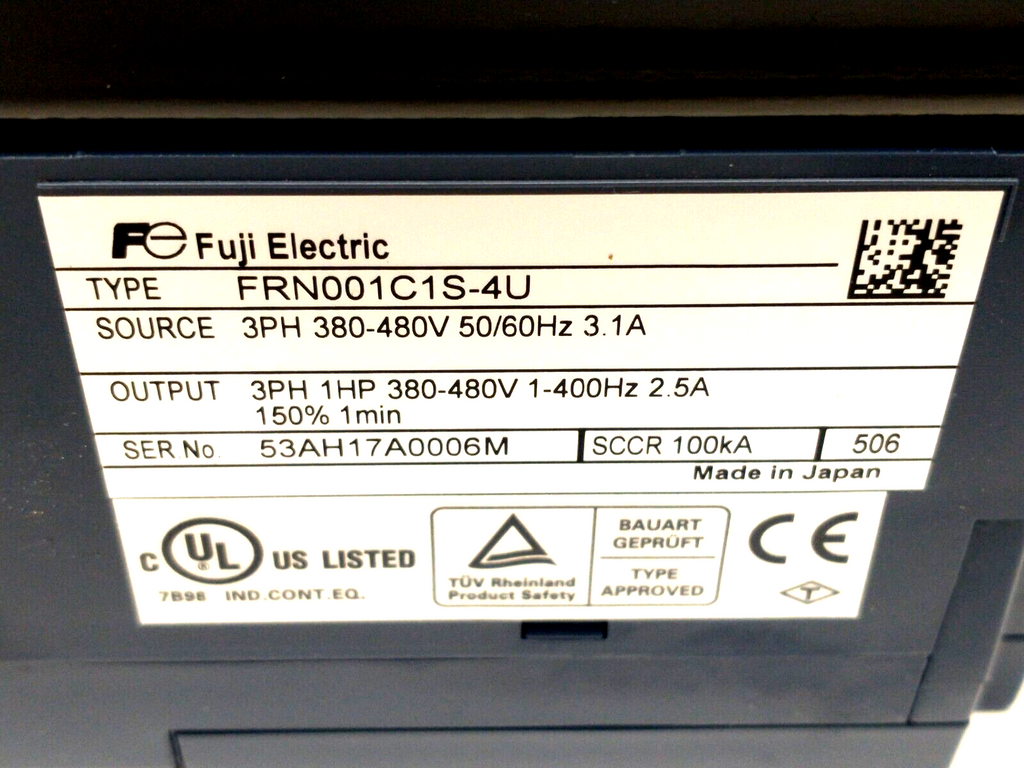 Fe Fuji Electric
TYPE FRN001C1S-4U
SOURCE 3PH 380-480V 50/60Hz 3.1A
OUTPUT 3PH 1HP 380-480V 1-400Hz 2.5A
150% 1min
SER No. 53AH17A0006M SCCR 100kA 506
Made in Japan
C UL ® US LISTED
7B98 IND.CONT.EQ.
TÜV Rheinland
Product Safety
BAUART
GEPRÜFT
TYPE
APPROVED
CE
T